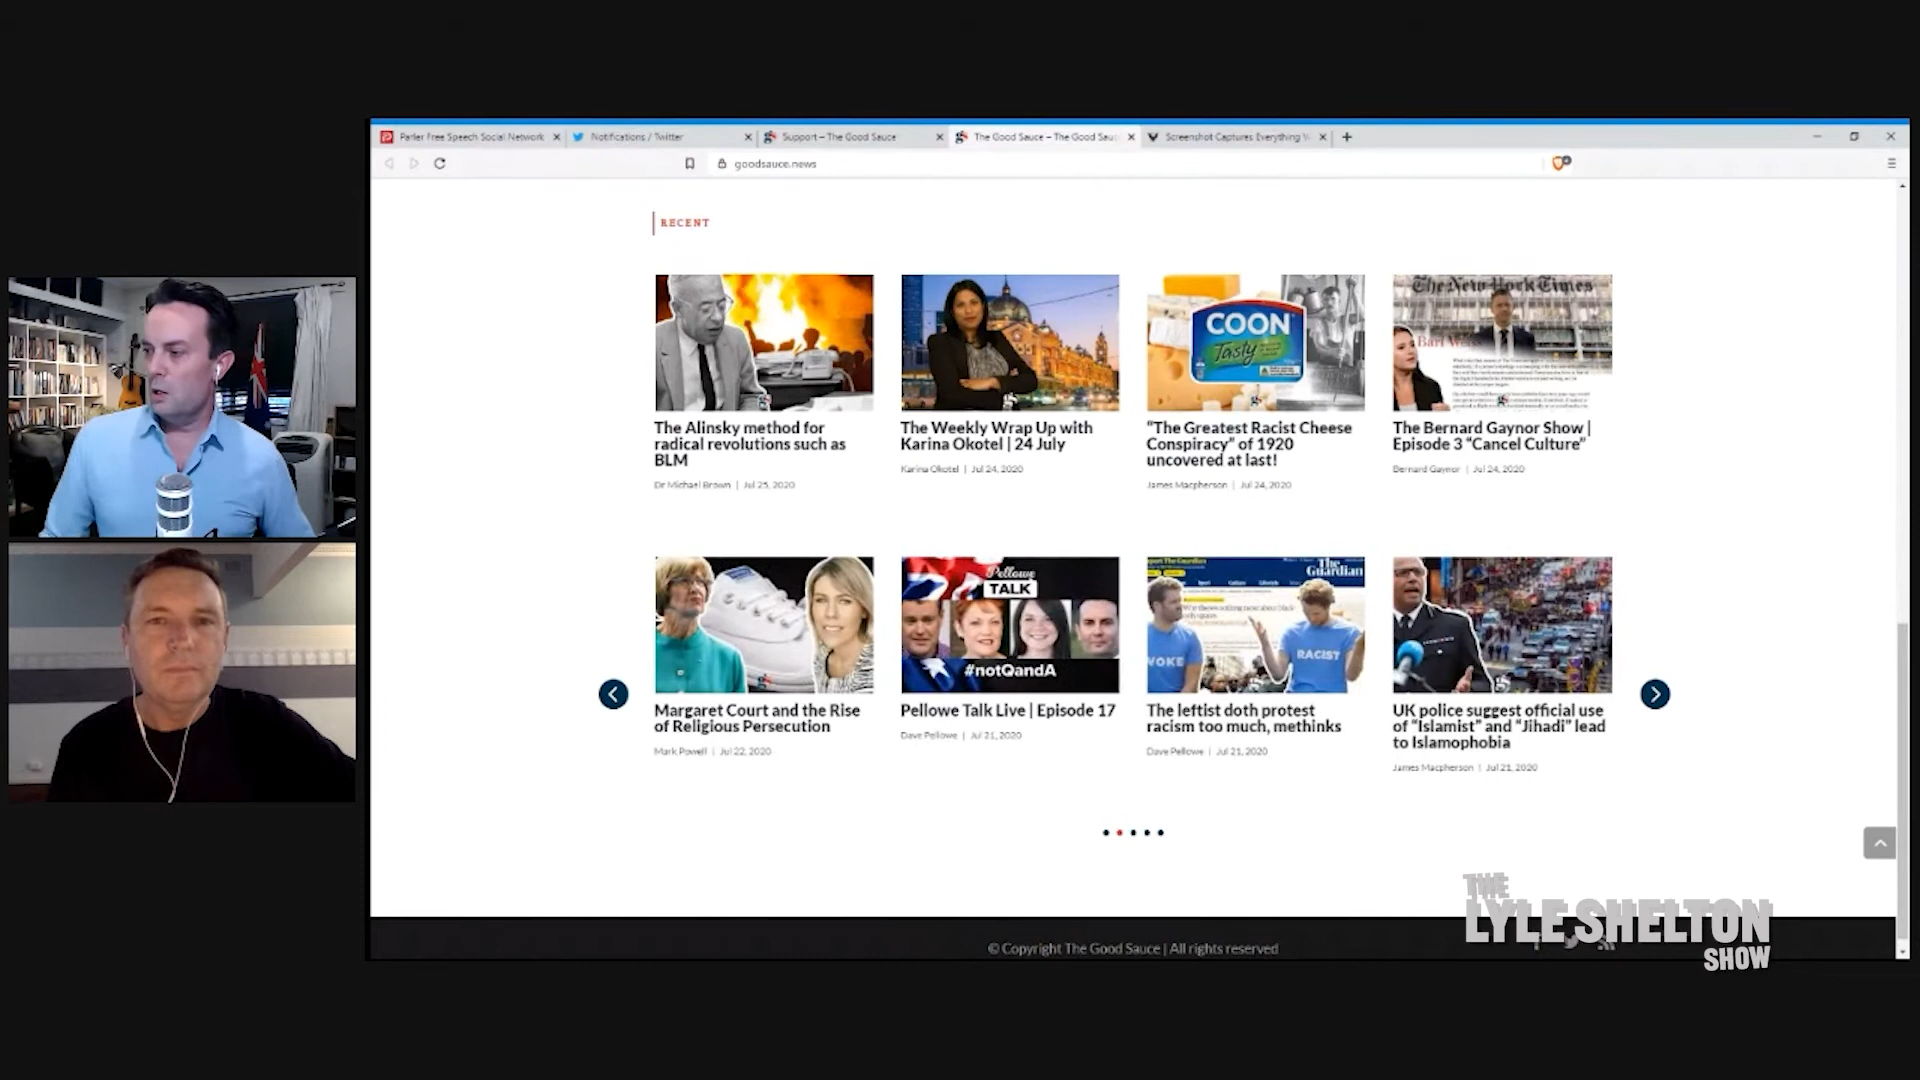 Parler Free Speech Social Network
Notifications / Twitter
Support – The Good Sauce
The Good Sauce – The Good Sau
Screenshot Captures Everything
goodsauce.news
RECENT
The New York Times
COON
Tasty
Bari
The Alinsky method for
radical revolutions such as
BLM
Dr Michael Brown | Jul 25, 2020
The Weekly Wrap Up with
Karina Okotel | 24 July
Karina Okotel | Jul 24, 2020
“The Greatest Racist Cheese
Conspiracy” of 1920
uncovered at last!
James Macpherson | Jul 24, 2020
The Bernard Gaynor Show |
Episode 3 “Cancel Culture”
Bernard Gaynor | Jul 24, 2020
Pellowe
TALK
#notQandA
The
Guardian
WOKE
RACIST
Margaret Court and the Rise
of Religious Persecution
Mark Powell | Jul 22, 2020
Pellowe Talk Live | Episode 17
Dave Pellowe | Jul 21, 2020
The leftist doth protest
racism too much, methinks
Dave Pellowe | Jul 21, 2020
UK police suggest official use
of “Islamist” and “Jihadi” lead
to Islamophobia
James Macpherson | Jul 21, 2020
© Copyright The Good Sauce | All rights reserved
THE
LYLE SHELTON
SHOW